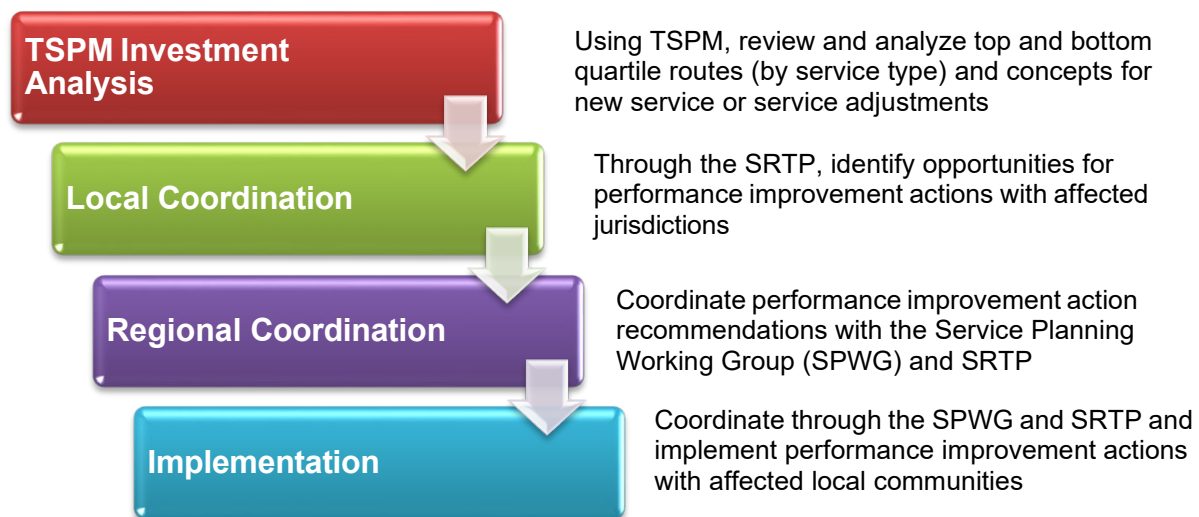 TSPM Investment
Analysis
Using TSPM, review and analyze top and bottom
quartile routes (by service type) and concepts for
new service or service adjustments
Local Coordination
Through the SRTP, identify opportunities for
performance improvement actions with affected
jurisdictions
Regional Coordination
Coordinate performance improvement action
recommendations with the Service Planning
Working Group (SPWG) and SRTP
Implementation
Coordinate through the SPWG and SRTP and
implement performance improvement actions
with affected local communities